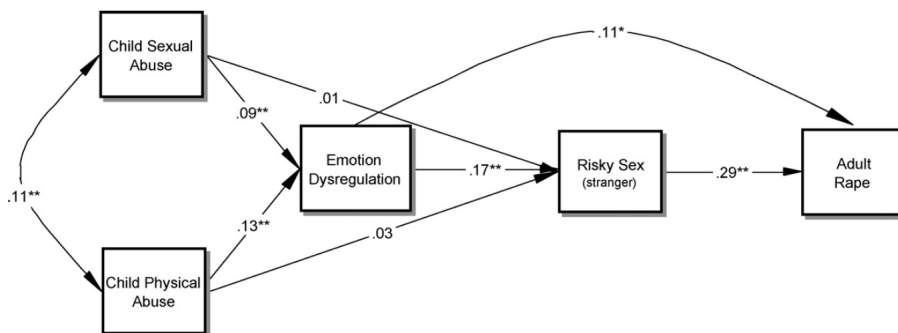 Child Sexual
Abuse
.11*
.01
.09**
Emotion
Dysregulation
.17**
Risky Sex
(stranger)
.29**
Adult
Rape
.11**
.13**
.03
Child Physical
Abuse